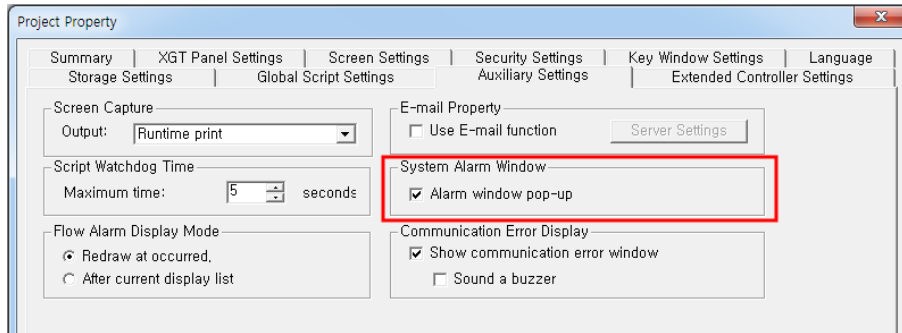 Project Property
Summary
XGT Panel Settings
Screen Settings
Security Settings
Key Window Settings
Language
Storage Settings
Global Script Settings
Auxiliary Settings
Extended Controller Settings
Screen Capture
Output: Runtime print
E-mail Property
Use E-mail function
Server Settings
Script Watchdog Time
Maximum time: 5 seconds
System Alarm Window
Alarm window pop-up
Flow Alarm Display Mode
Redraw at occurred,
After current display list
Communication Error Display
Show communication error window
Sound a buzzer